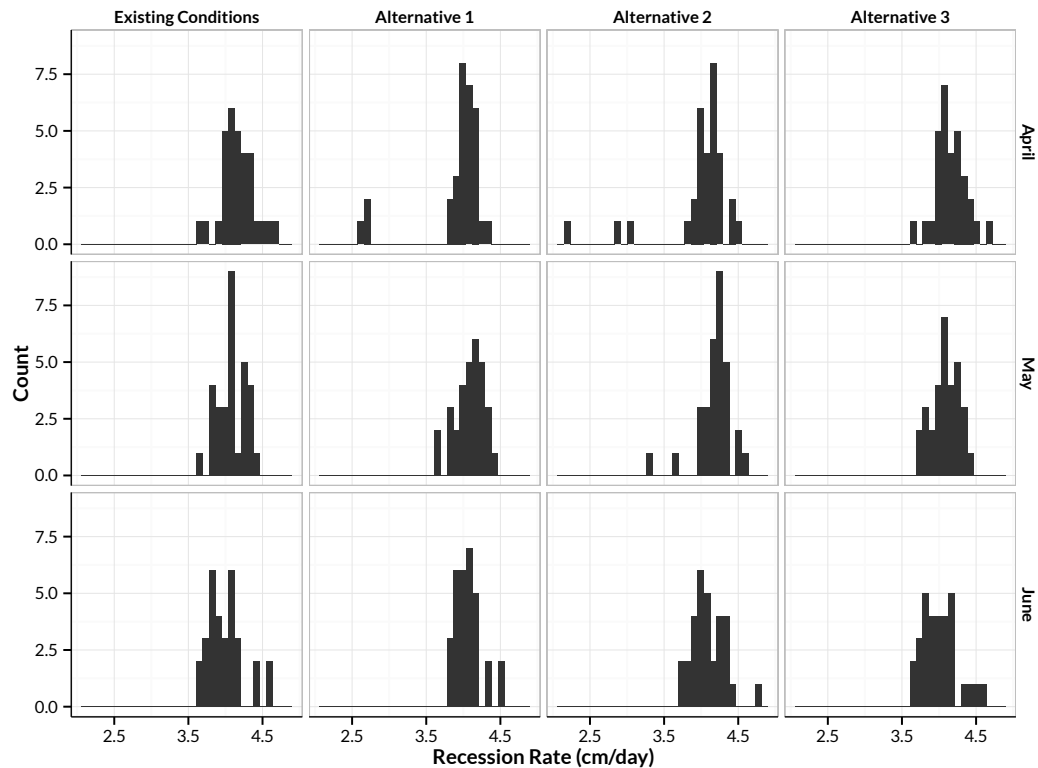 Existing Conditions Alternative 1 Alternative 2 Alternative 3
7.5
5.0
2.5
0.0
April
7.5
5.0
2.5
0.0
May
Count
7.5
5.0
2.5
0.0
June
2.5 3.5 4.5 2.5 3.5 4.5 2.5 3.5 4.5 2.5 3.5 4.5
Recession Rate (cm/day)